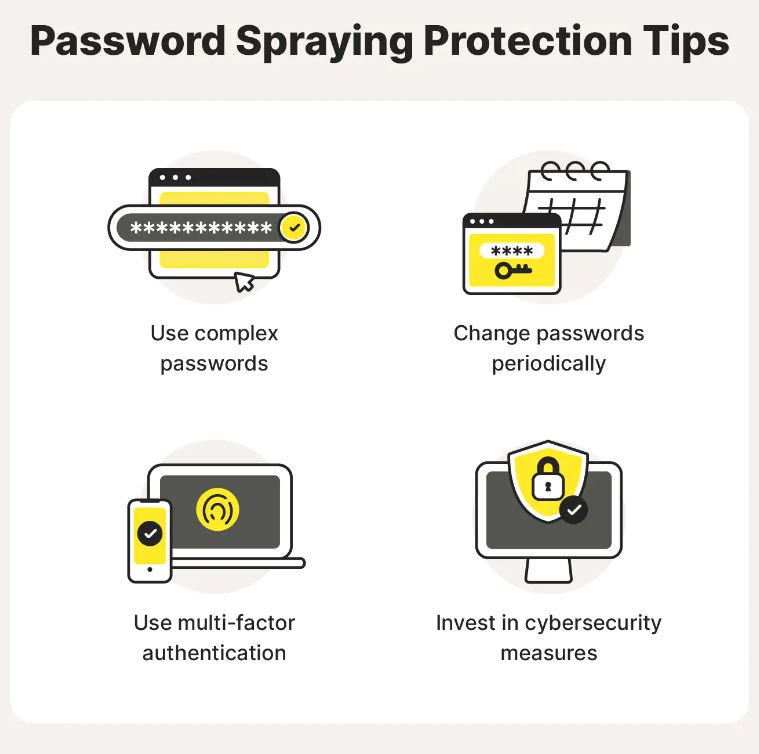 Password Spraying Protection Tips
***********
****
Use complex
passwords
Change passwords
periodically
Use multi-factor
authentication
Invest in cybersecurity
measures